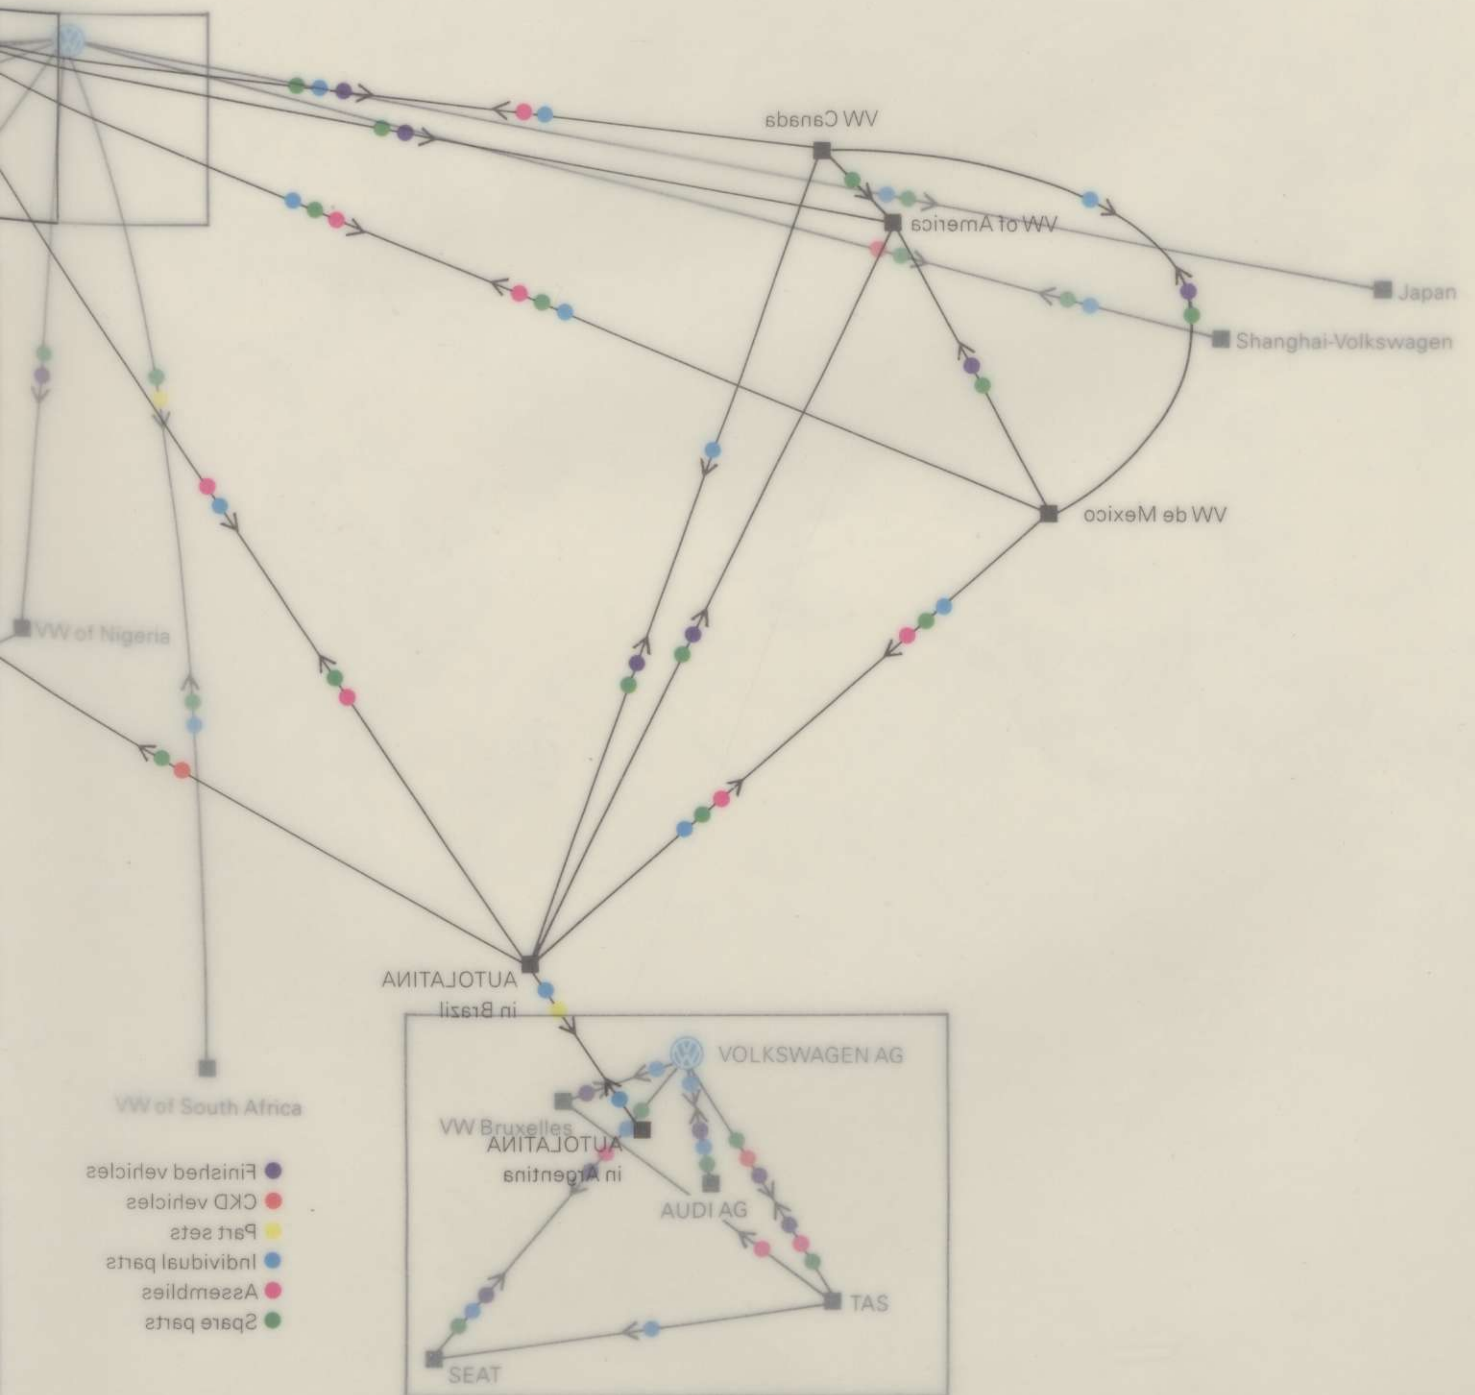 VW Canada
VW of America
Japan
Shanghai-Volkswagen
VW de Mexico
VW of Nigeria
AUTOLATINA
in Brazil
VOLKSWAGEN AG
VW of South Africa
VW Bruxelles
AUTOLATINA
in Argentina
AUDI AG
Finished vehicles
CKD vehicles
Part sets
Individual parts
Assemblies
Spare parts
TAS
SEAT